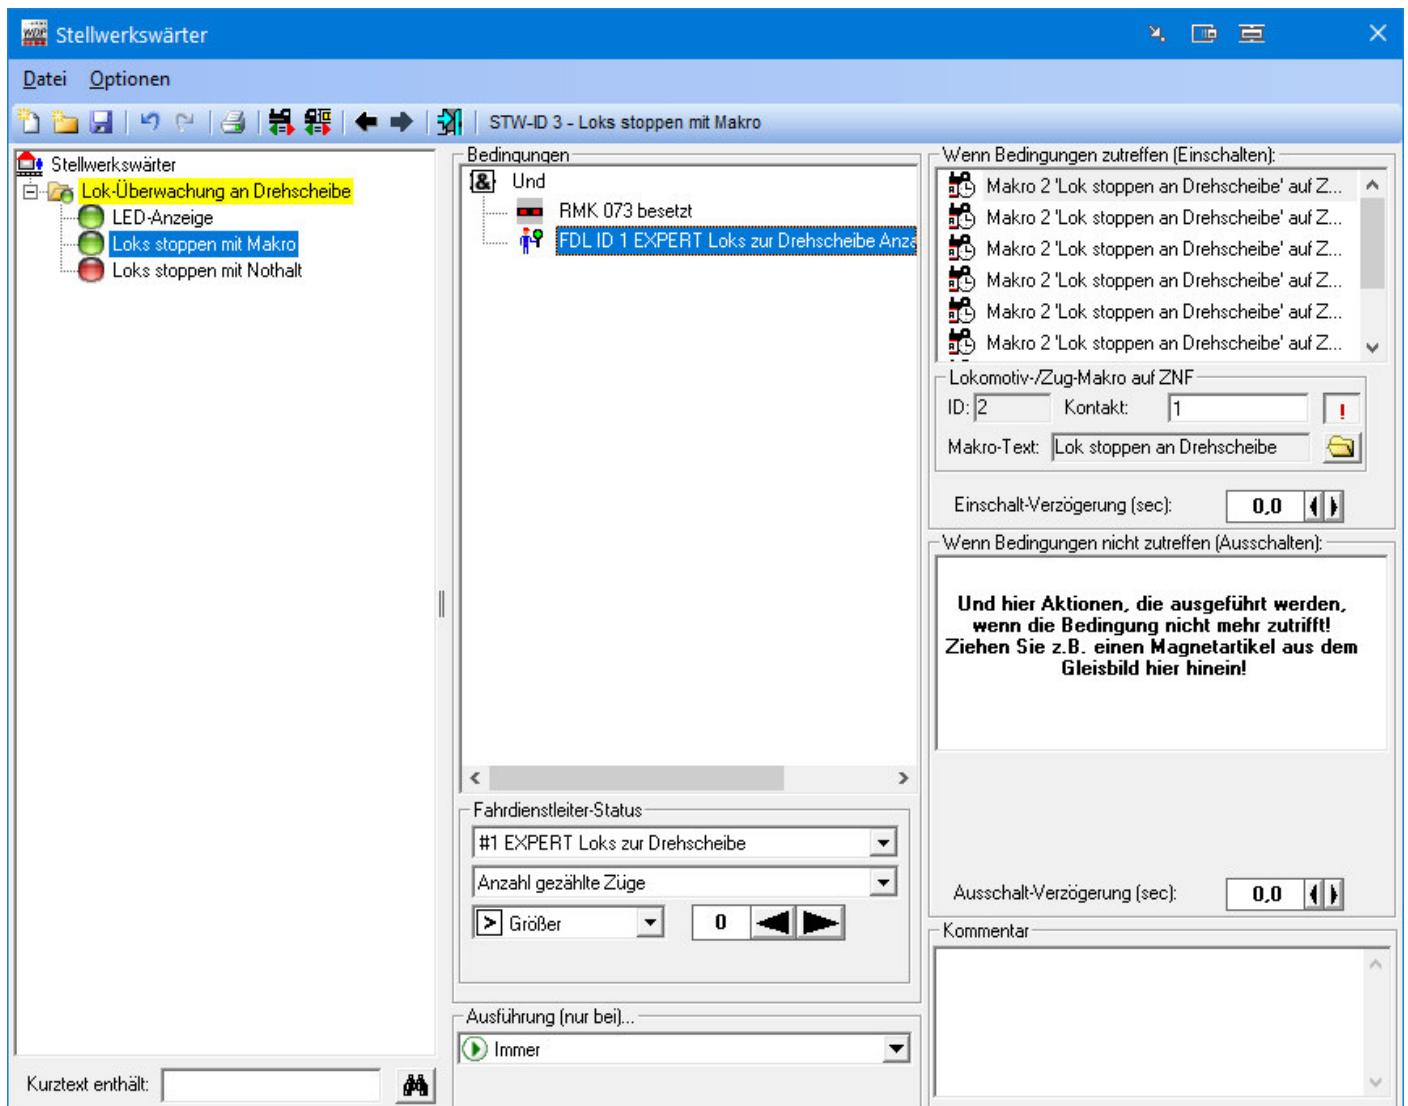 WDP
Stellwerkswärter
Datei Optionen
STW-ID 3 - Loks stoppen mit Makro
Stellwerkswärter
Lok-Überwachung an Drehscheibe
LED-Anzeige
Loks stoppen mit Makro
Loks stoppen mit Nothalt
Kurztext enthält:
Bedingungen
& Und
RMK 073 besetzt
FDL ID 1 EXPERT Loks zur Drehscheibe Anza
Fahrdienstleiter-Status
#1 EXPERT Loks zur Drehscheibe
Anzahl gezählte Züge
> Größer 0
Ausführung (nur bei)...
Immer
Wenn Bedingungen zutreffen (Einschalten):
Makro 2 'Lok stoppen an Drehscheibe' auf Z...
Makro 2 'Lok stoppen an Drehscheibe' auf Z...
Makro 2 'Lok stoppen an Drehscheibe' auf Z...
Makro 2 'Lok stoppen an Drehscheibe' auf Z...
Makro 2 'Lok stoppen an Drehscheibe' auf Z...
Makro 2 'Lok stoppen an Drehscheibe' auf Z...
Lokomotiv-/Zug-Makro auf ZNF
ID: 2 Kontakt: 1 !
Makro-Text: Lok stoppen an Drehscheibe
Einschalt-Verzögerung (sec): 0,0
Wenn Bedingungen nicht zutreffen (Ausschalten):
Und hier Aktionen, die ausgeführt werden,
wenn die Bedingung nicht mehr zutrifft!
Ziehen Sie z.B. einen Magnetartikel aus dem
Gleisbild hier hinein!
Ausschalt-Verzögerung (sec): 0,0
Kommentar